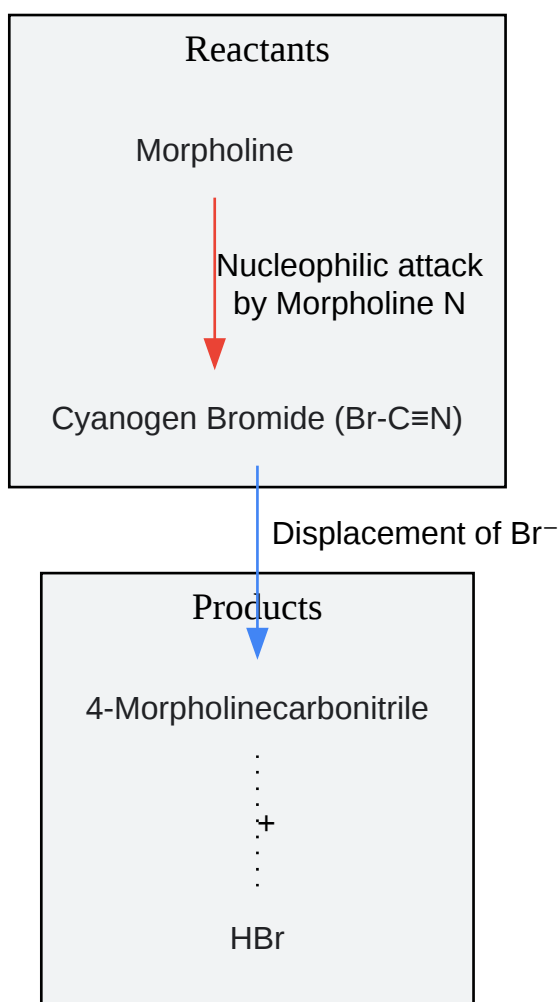 Reactants
Morpholine
Nucleophilic attack
by Morpholine N
Cyanogen Bromide (Br-C≡N)
Displacement of Br⁻
Products
4-Morpholinecarbonitrile
+
HBr